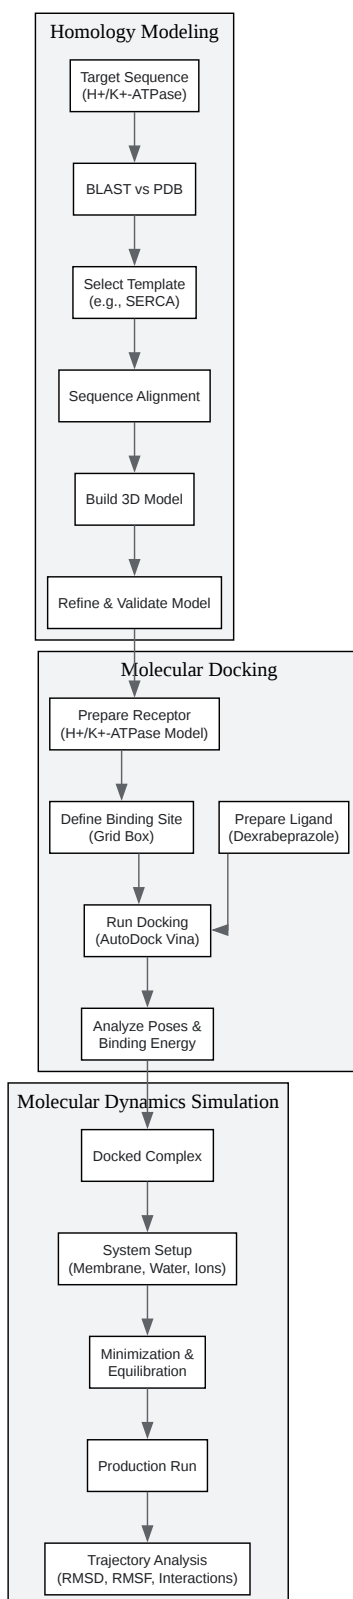 Homology Modeling
Target Sequence
(H+/K+-ATPase)
BLAST vs PDB
Select Template
(e.g., SERCA)
Sequence Alignment
Build 3D Model
Refine & Validate Model
Molecular Docking
Prepare Receptor
(H+/K+-ATPase Model)
Define Binding Site
(Grid Box)
Prepare Ligand
(Dexrabeprazole)
Run Docking
(AutoDock Vina)
Analyze Poses &
Binding Energy
Molecular Dynamics Simulation
Docked Complex
System Setup
(Membrane, Water, Ions)
Minimization &
Equilibration
Production Run
Trajectory Analysis
(RMSD, RMSF, Interactions)